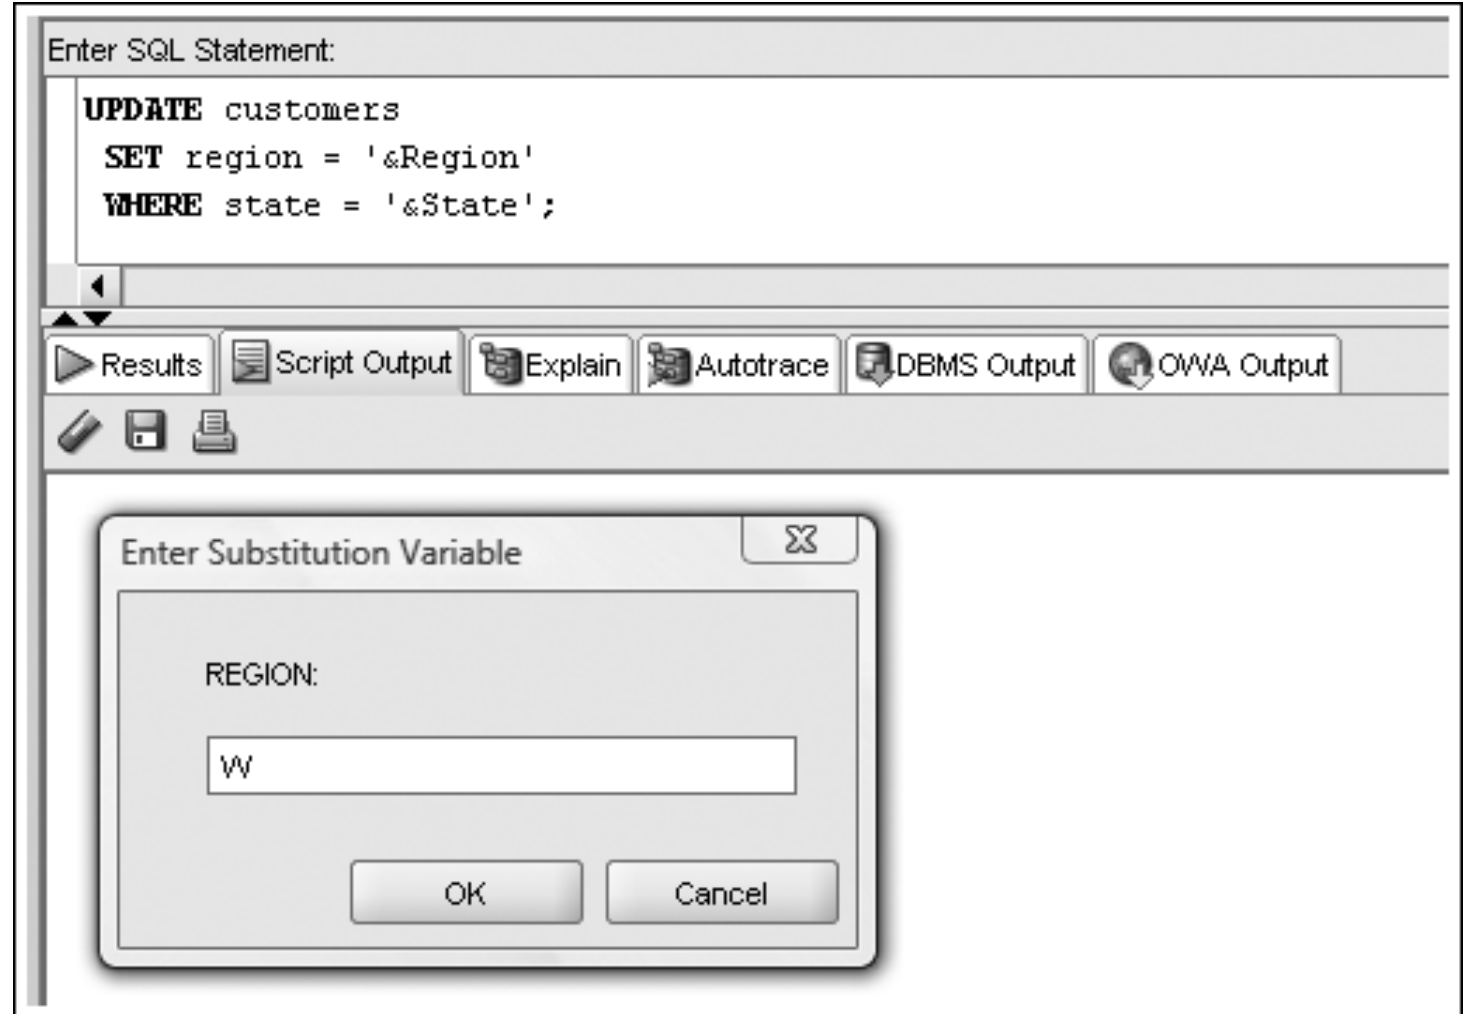 Enter SQL Statement:
UPDATE customers
SET region = '&Region'
WHERE state = '&State';
Results Script Output Explain Autotrace DBMS Output OWA Output
Enter Substitution Variable
REGION:
W
OK Cancel